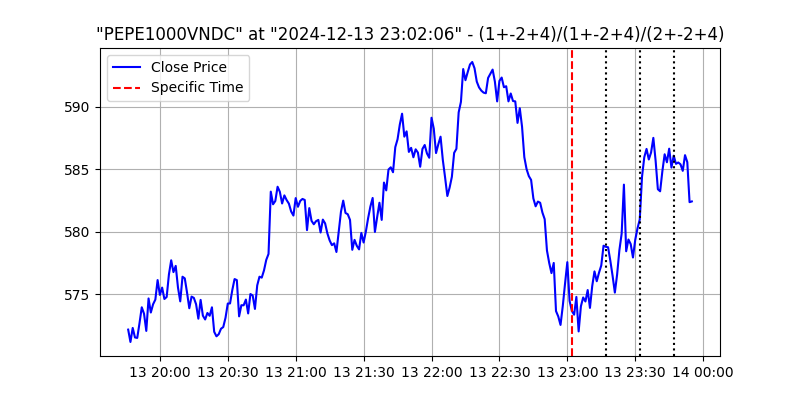 "PEPE1000VNDC" at "2024-12-13 23:02:06" - (1+-2+4)/(1+-2+4)/(2+-2+4)
Close Price
Specific Time
590
585
580
575
13 20:00 13 20:30 13 21:00 13 21:30 13 22:00 13 22:30 13 23:00 13 23:30 14 00:00